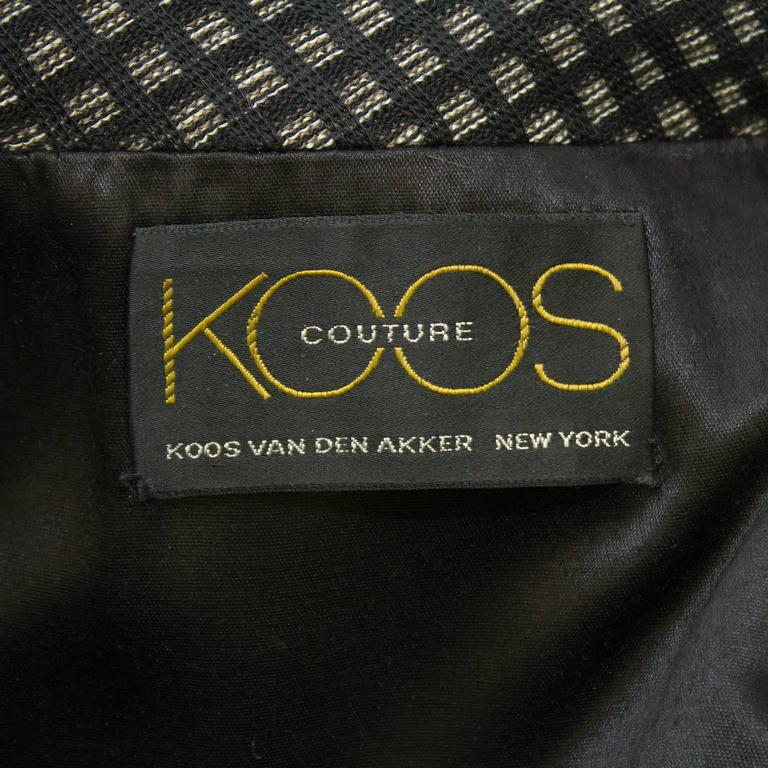 KOOS
COUTURE
KOOS VAN DEN AKKER NEW YORK